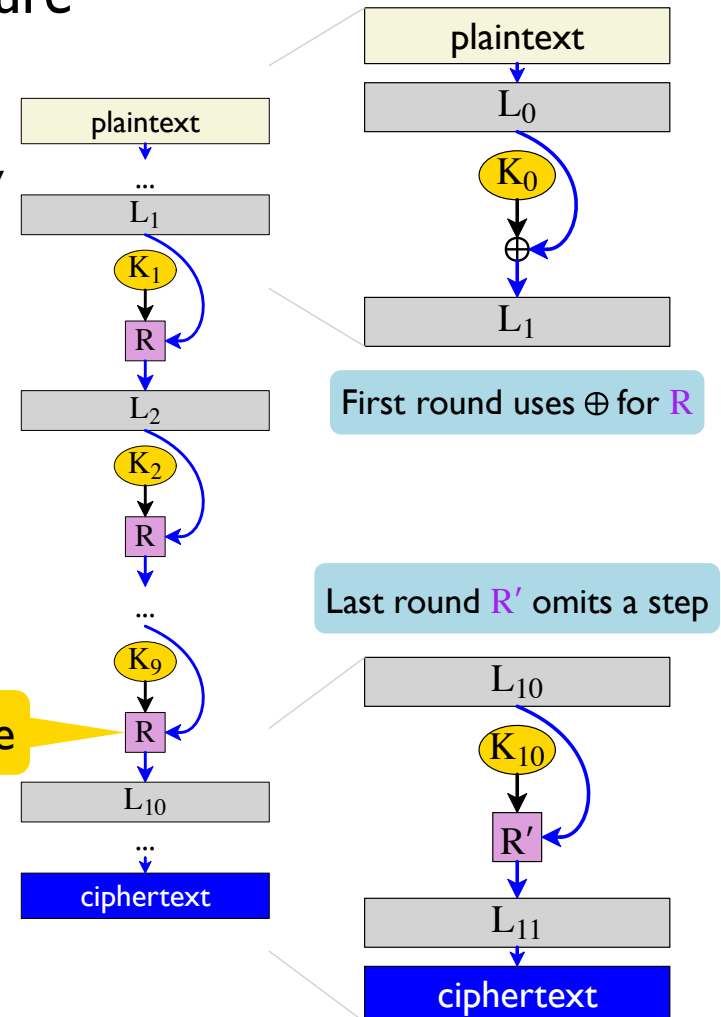 plaintext
...
L1
K1
R
L2
K2
R
...
K9
R
L10
...
ciphertext
plaintext
L0
K0
⊕
L1
First round uses ⊕ for R
Last round R′ omits a step
L10
K10
R′
L11
ciphertext